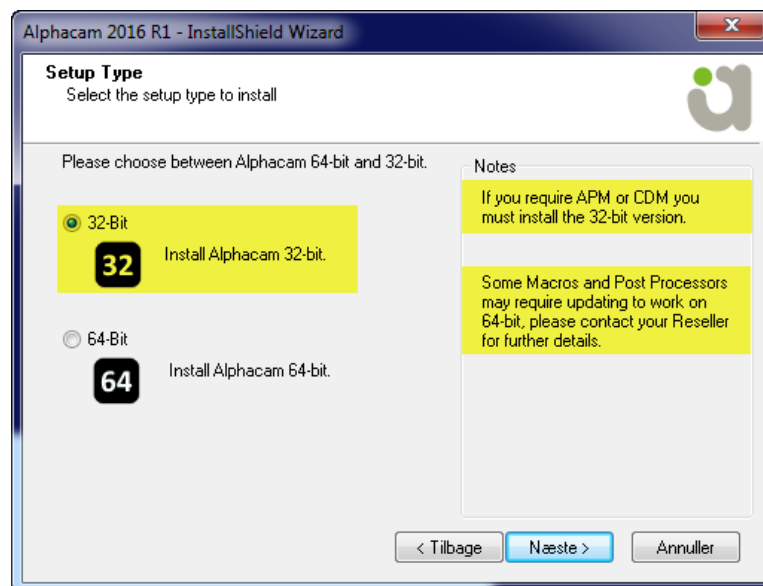 Alphacam 2016 R1 - InstallShield Wizard
Setup Type
Select the setup type to install
Please choose between Alphacam 64-bit and 32-bit.
32-Bit
32
Install Alphacam 32-bit.
64-Bit
64
Install Alphacam 64-bit.
Notes
If you require APM or CDM you
must install the 32-bit version.
Some Macros and Post Processors
may require updating to work on
64-bit, please contact your Reseller
for further details.
< Tilbage
Næste >
Annuller